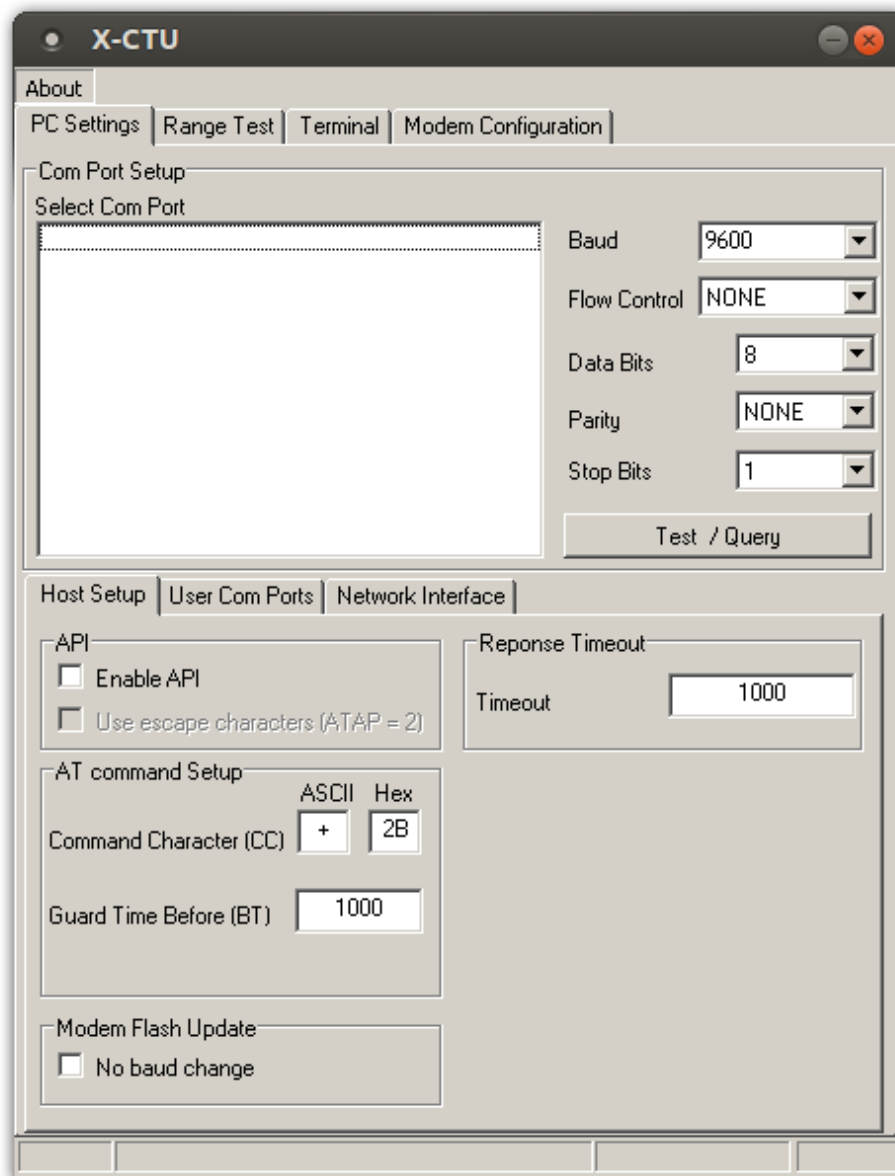 X-CTU
About
PC Settings Range Test Terminal Modem Configuration
Com Port Setup
Select Com Port
Baud 9600
Flow Control NONE
Data Bits 8
Parity NONE
Stop Bits 1
Test / Query
Host Setup User Com Ports Network Interface
API
Enable API
Use escape characters (ATAP = 2)
Reponse Timeout
Timeout 1000
AT command Setup
ASCII Hex
Command Character (CC) + 2B
Guard Time Before (BT) 1000
Modem Flash Update
No baud change